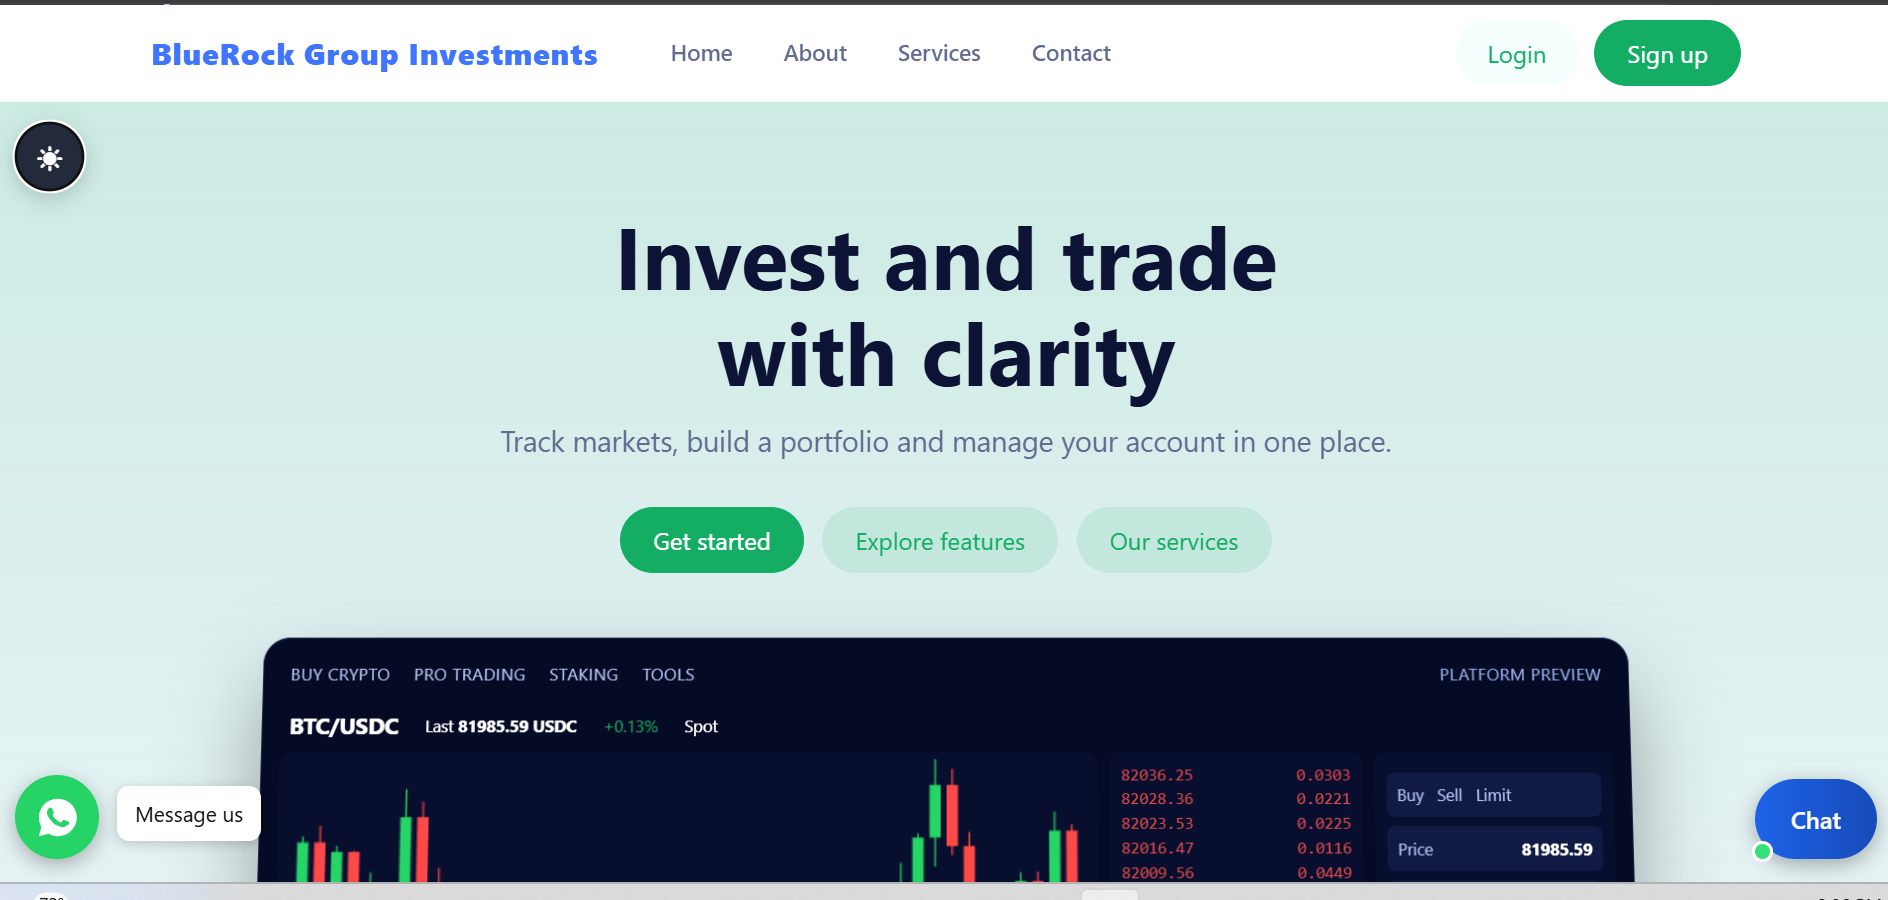 BlueRock Group Investments
Home
About
Services
Contact
Login
Sign up
Invest and trade
with clarity
Track markets, build a portfolio and manage your account in one place.
Get started
Explore features
Our services
BUY CRYPTO
PRO TRADING
STAKING
TOOLS
PLATFORM PREVIEW
BTC/USDC
Last 81985.59 USDC
+0.13%
Spot
82036.25 0.0303
82028.36 0.0221
82023.53 0.0225
82016.47 0.0116
82009.56 0.0449
Buy Sell Limit
Price 81985.59
Message us
Chat